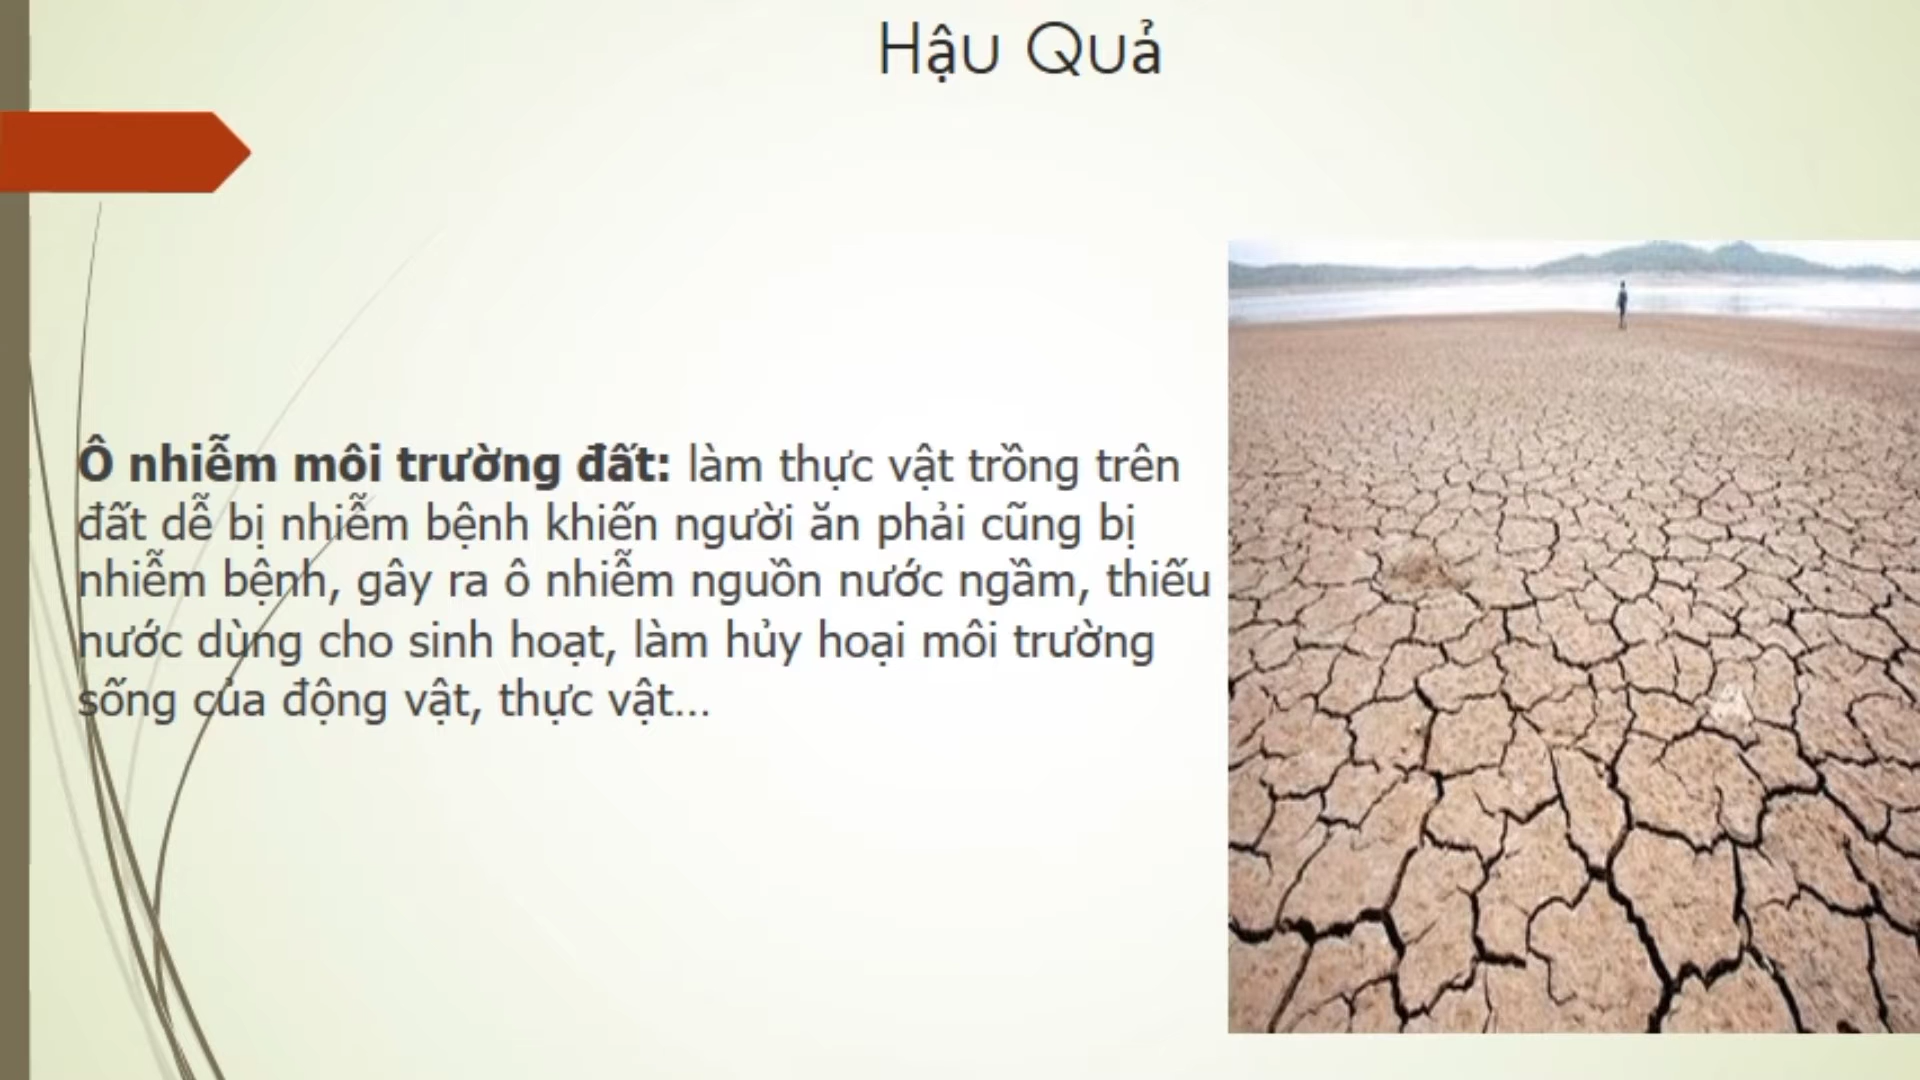 Hậu Quả
Ô nhiễm môi trường đất: làm thực vật trồng trên
đất dễ bị nhiễm bệnh khiến người ăn phải cũng bị
nhiễm bệnh, gây ra ô nhiễm nguồn nước ngầm, thiếu
nước dùng cho sinh hoạt, làm hủy hoại môi trường
sống của động vật, thực vật...